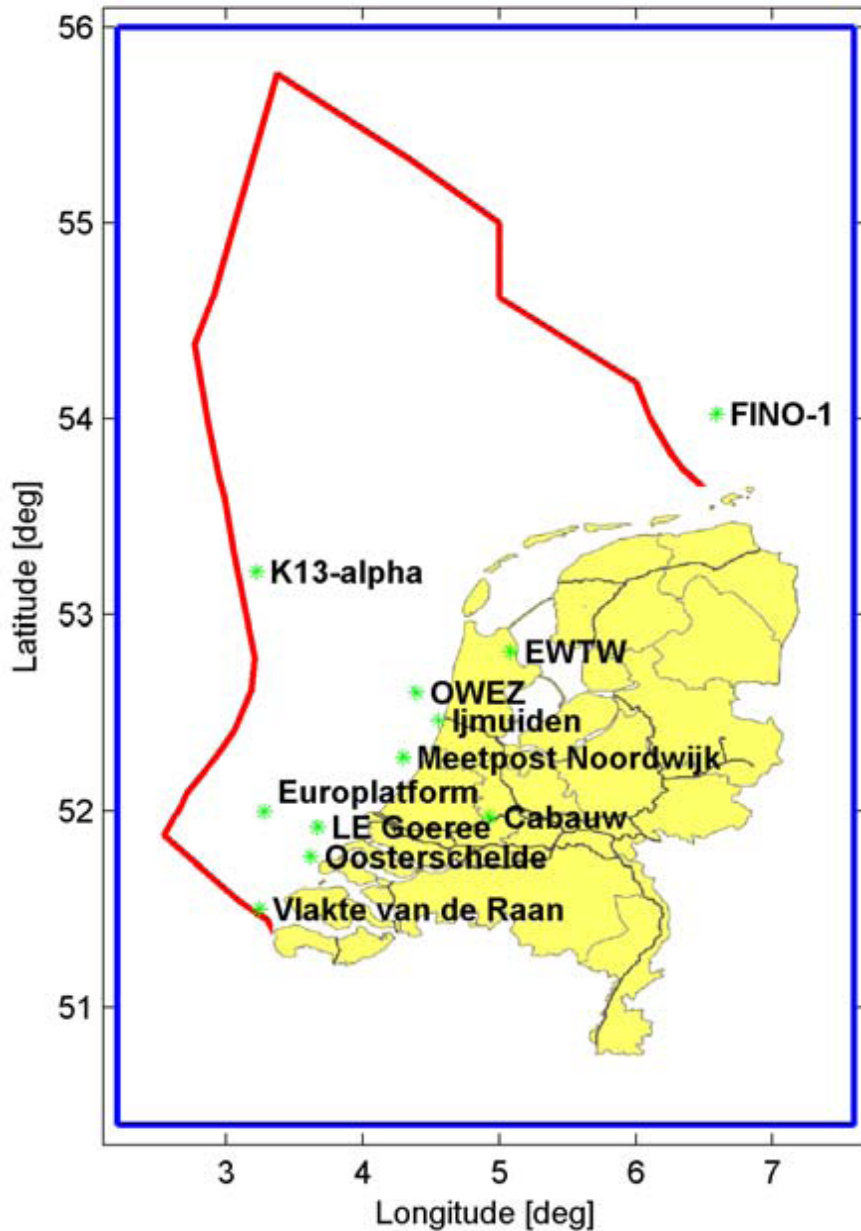 56
55
54
53
52
51
Latitude [deg]
FINO-1
K13-alpha
EWTW
OWEZ
Ijmuiden
Meetpost Noordwijk
Europlatform
Cabauw
LE Goeree
Oosterschelde
Vlakte van de Raan
3 4 5 6 7
Longitude [deg]